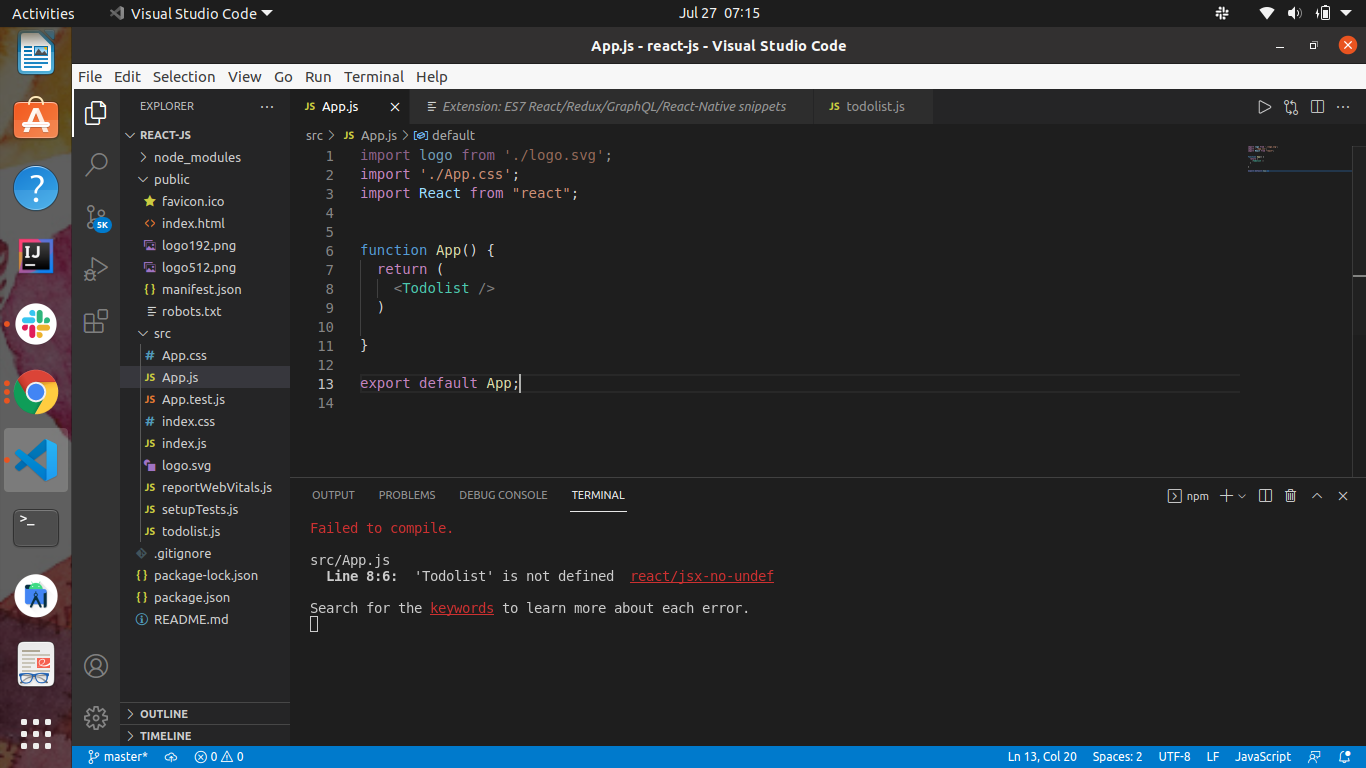 Activities Visual Studio Code Jul 27 07:15
App.js - react-js - Visual Studio Code
File Edit Selection View Go Run Terminal Help
EXPLORER
REACT-JS
node_modules
public
favicon.ico
index.html
logo192.png
logo512.png
manifest.json
robots.txt
src
App.css
App.js
App.test.js
index.css
index.js
logo.svg
reportWebVitals.js
setupTests.js
todolist.js
.gitignore
package-lock.json
package.json
README.md
OUTLINE
TIMELINE
5K
IJ
>_
JS App.js Extension: ES7 React/Redux/GraphQL/React-Native snippets JS todolist.js
src > JS App.js > default
1 import logo from './logo.svg';
2 import './App.css';
3 import React from "react";
4
5
6 function App() {
7 return (
8 <Todolist />
9 )
10
11 }
12
13 export default App;
14
OUTPUT PROBLEMS DEBUG CONSOLE TERMINAL npm
Failed to compile.
src/App.js
Line 8:6: 'Todolist' is not defined react/jsx-no-undef
Search for the keywords to learn more about each error.
master* 0 0 Ln 13, Col 20 Spaces: 2 UTF-8 LF JavaScript